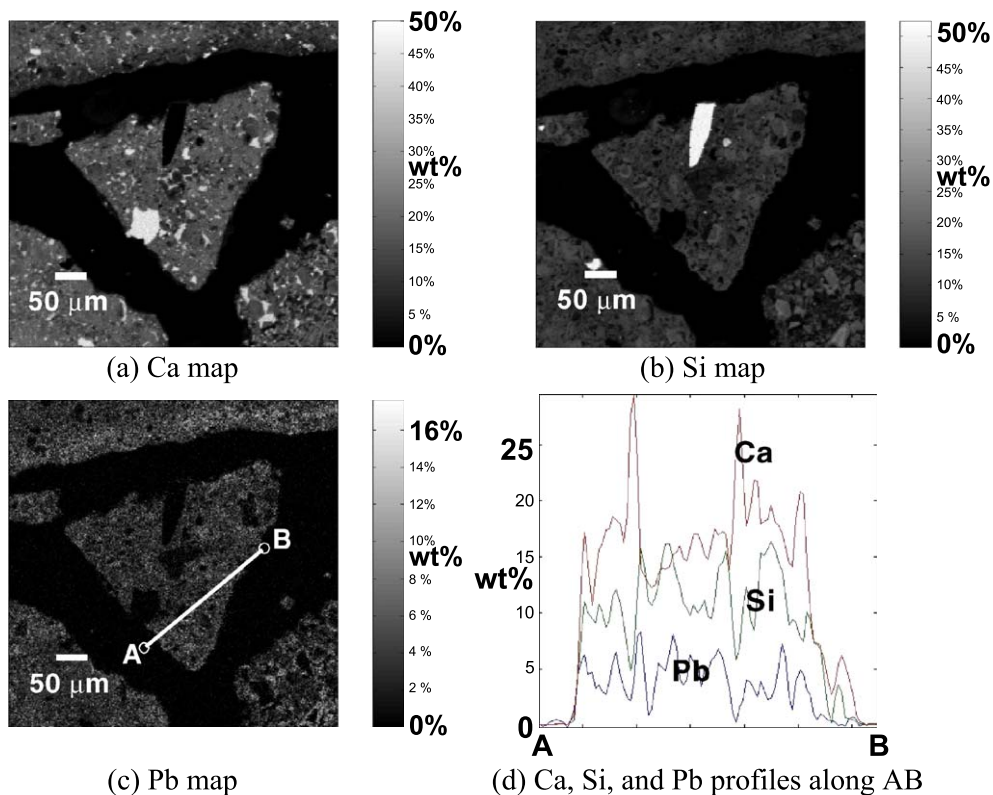 50%
45%
40%
35%
30%
wt%
25%
20%
15%
10%
5 %
0%
50 μm
(a) Ca map
50%
45%
40%
35%
30%
wt%
25%
20%
15%
10%
5 %
0%
50 μm
(b) Si map
16%
14%
12%
10%
wt%
8 %
6 %
4 %
2 %
0%
A
B
50 μm
(c) Pb map
25
20
15
wt%
10
5
0
Ca
Si
Pb
A
B
(d) Ca, Si, and Pb profiles along AB